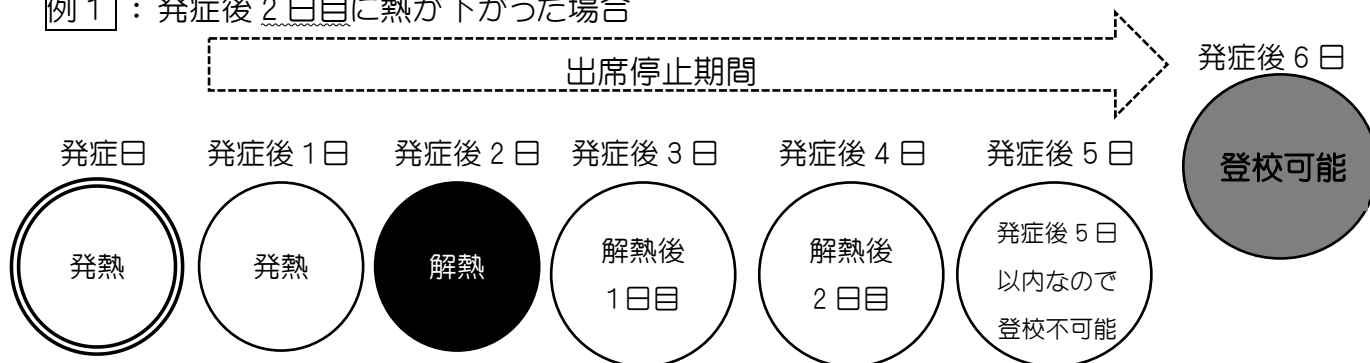 例１：発症後２日目に熱が下がった場合
出席停止期間
発症後６日
登校可能
発症日
発症後１日
発症後２日
発症後３日
発症後４日
発症後５日
発熱
発熱
解熱
解熱後
１日目
解熱後
２日目
発症後５日
以内なので
登校不可能